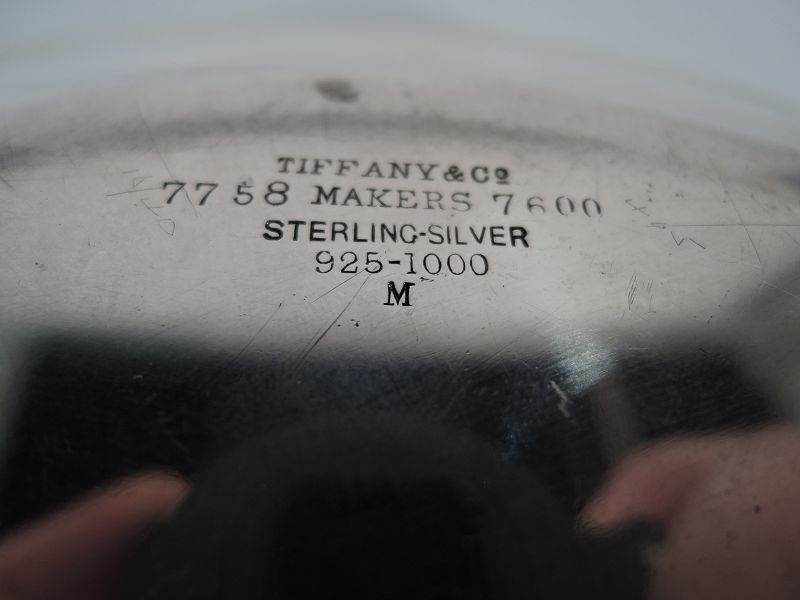 TIFFANY & Cº
7758 MAKERS 7600
STERLING-SILVER
925-1000
M